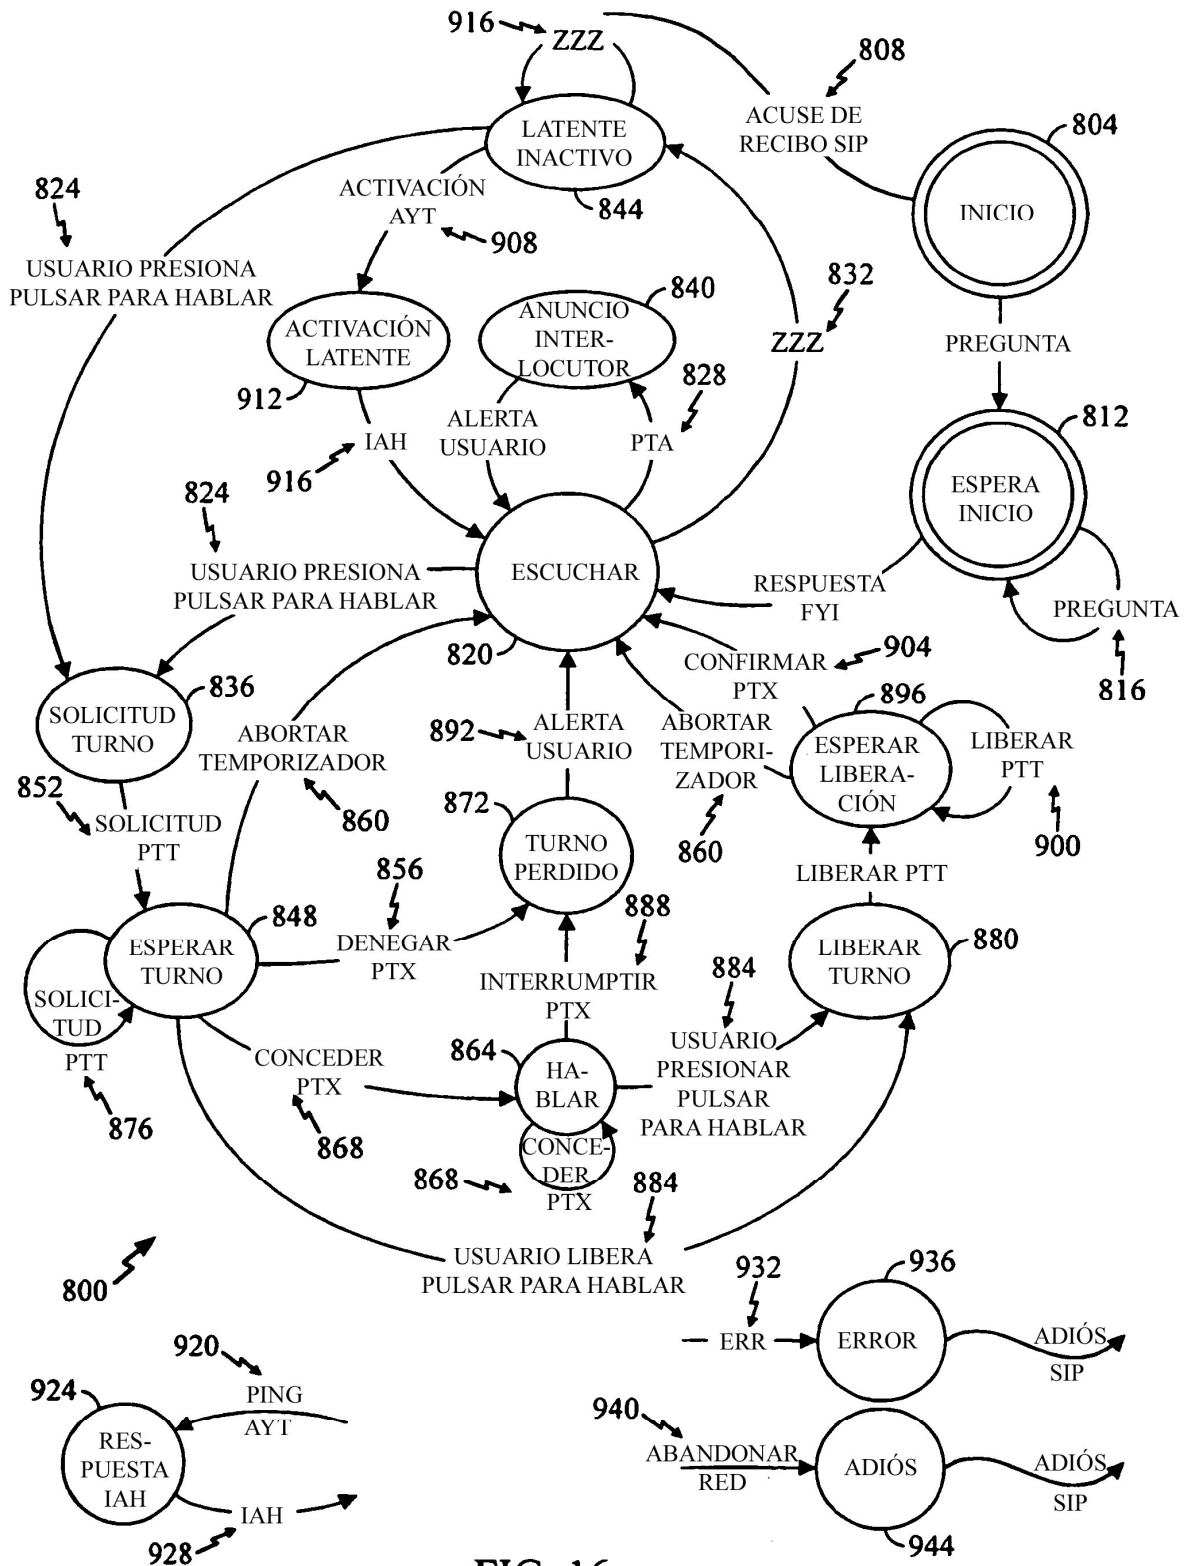 916
ZZZ
808
ACUSE DE
RECIBO SIP
804
INICIO
LATENTE
INACTIVO
844
824
ACTIVACIÓN
AYT
908
USUARIO PRESIONA
PULSAR PARA HABLAR
840
ANUNCIO
INTER-
LOCUTOR
832
ZZZ
PREGUNTA
ACTIVACIÓN
LATENTE
912
828
ALERTA
USUARIO
PTA
IAH
916
812
ESPERA
INICIO
824
USUARIO PRESIONA
PULSAR PARA HABLAR
ESCUCHAR
820
RESPUESTA
FYI
PREGUNTA
816
CONFIRMAR
PTX
904
836
SOLICITUD
TURNO
ABORTAR
TEMPORIZADOR
860
892
ALERTA
USUARIO
ABORTAR
TEMPORI-
ZADOR
860
896
ESPERAR
LIBERA-
CIÓN
LIBERAR
PTT
900
852
SOLICITUD
PTT
872
TURNO
PERDIDO
LIBERAR PTT
856
DENEGAR
PTX
848
ESPERAR
TURNO
888
INTERRUMPTIR
PTX
884
LIBERAR
TURNO
880
SOLICI-
TUD
PTT
876
CONCEDER
PTX
868
864
HA-
BLAR
USUARIO
PRESIONAR
PULSAR
PARA HABLAR
CONCE-
DER
PTX
868
884
USUARIO LIBERA
PULSAR PARA HABLAR
800
932
ERR
936
ERROR
ADIÓS
SIP
920
PING
AYT
924
RES-
PUESTA
IAH
IAH
928
940
ABANDONAR
RED
ADIÓS
944
ADIÓS
SIP
FIG. 16